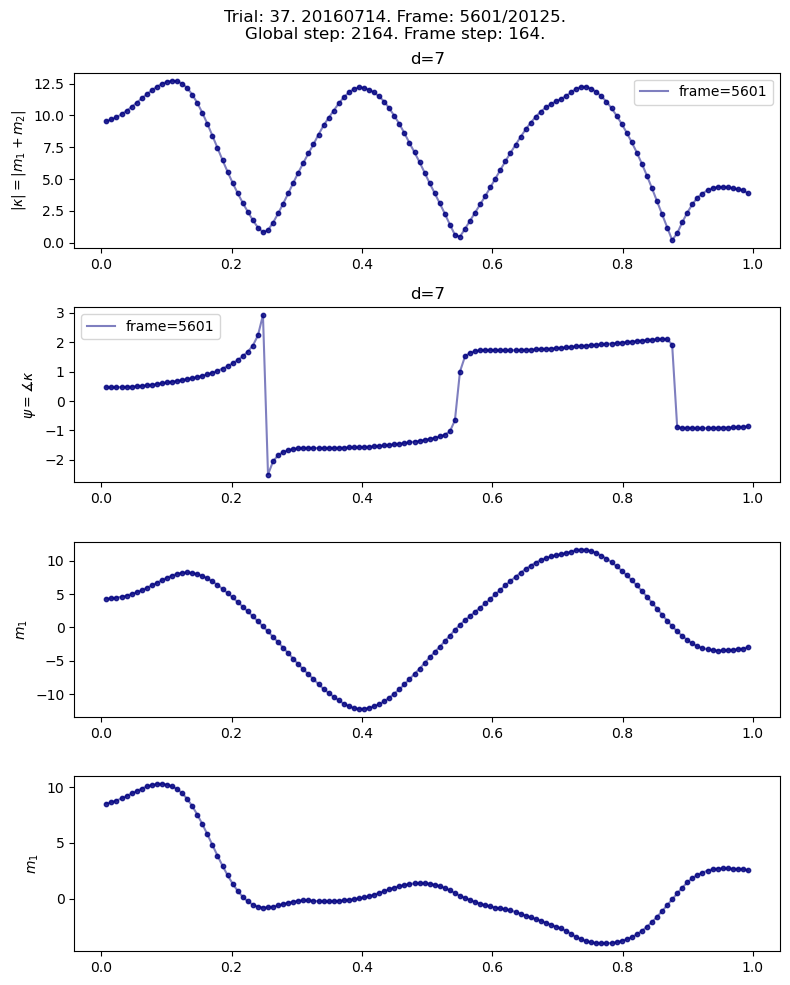 Trial: 37. 20160714. Frame: 5601/20125.
Global step: 2164. Frame step: 164.
d=7
|κ| = |m₁ + m₂|
12.5
10.0
7.5
5.0
2.5
0.0
frame=5601
0.0 0.2 0.4 0.6 0.8 1.0
d=7
ψ = ∡κ
3
2
1
0
−1
−2
frame=5601
0.0 0.2 0.4 0.6 0.8 1.0
m₁
10
5
0
−5
−10
0.0 0.2 0.4 0.6 0.8 1.0
m₁
10
5
0
0.0 0.2 0.4 0.6 0.8 1.0